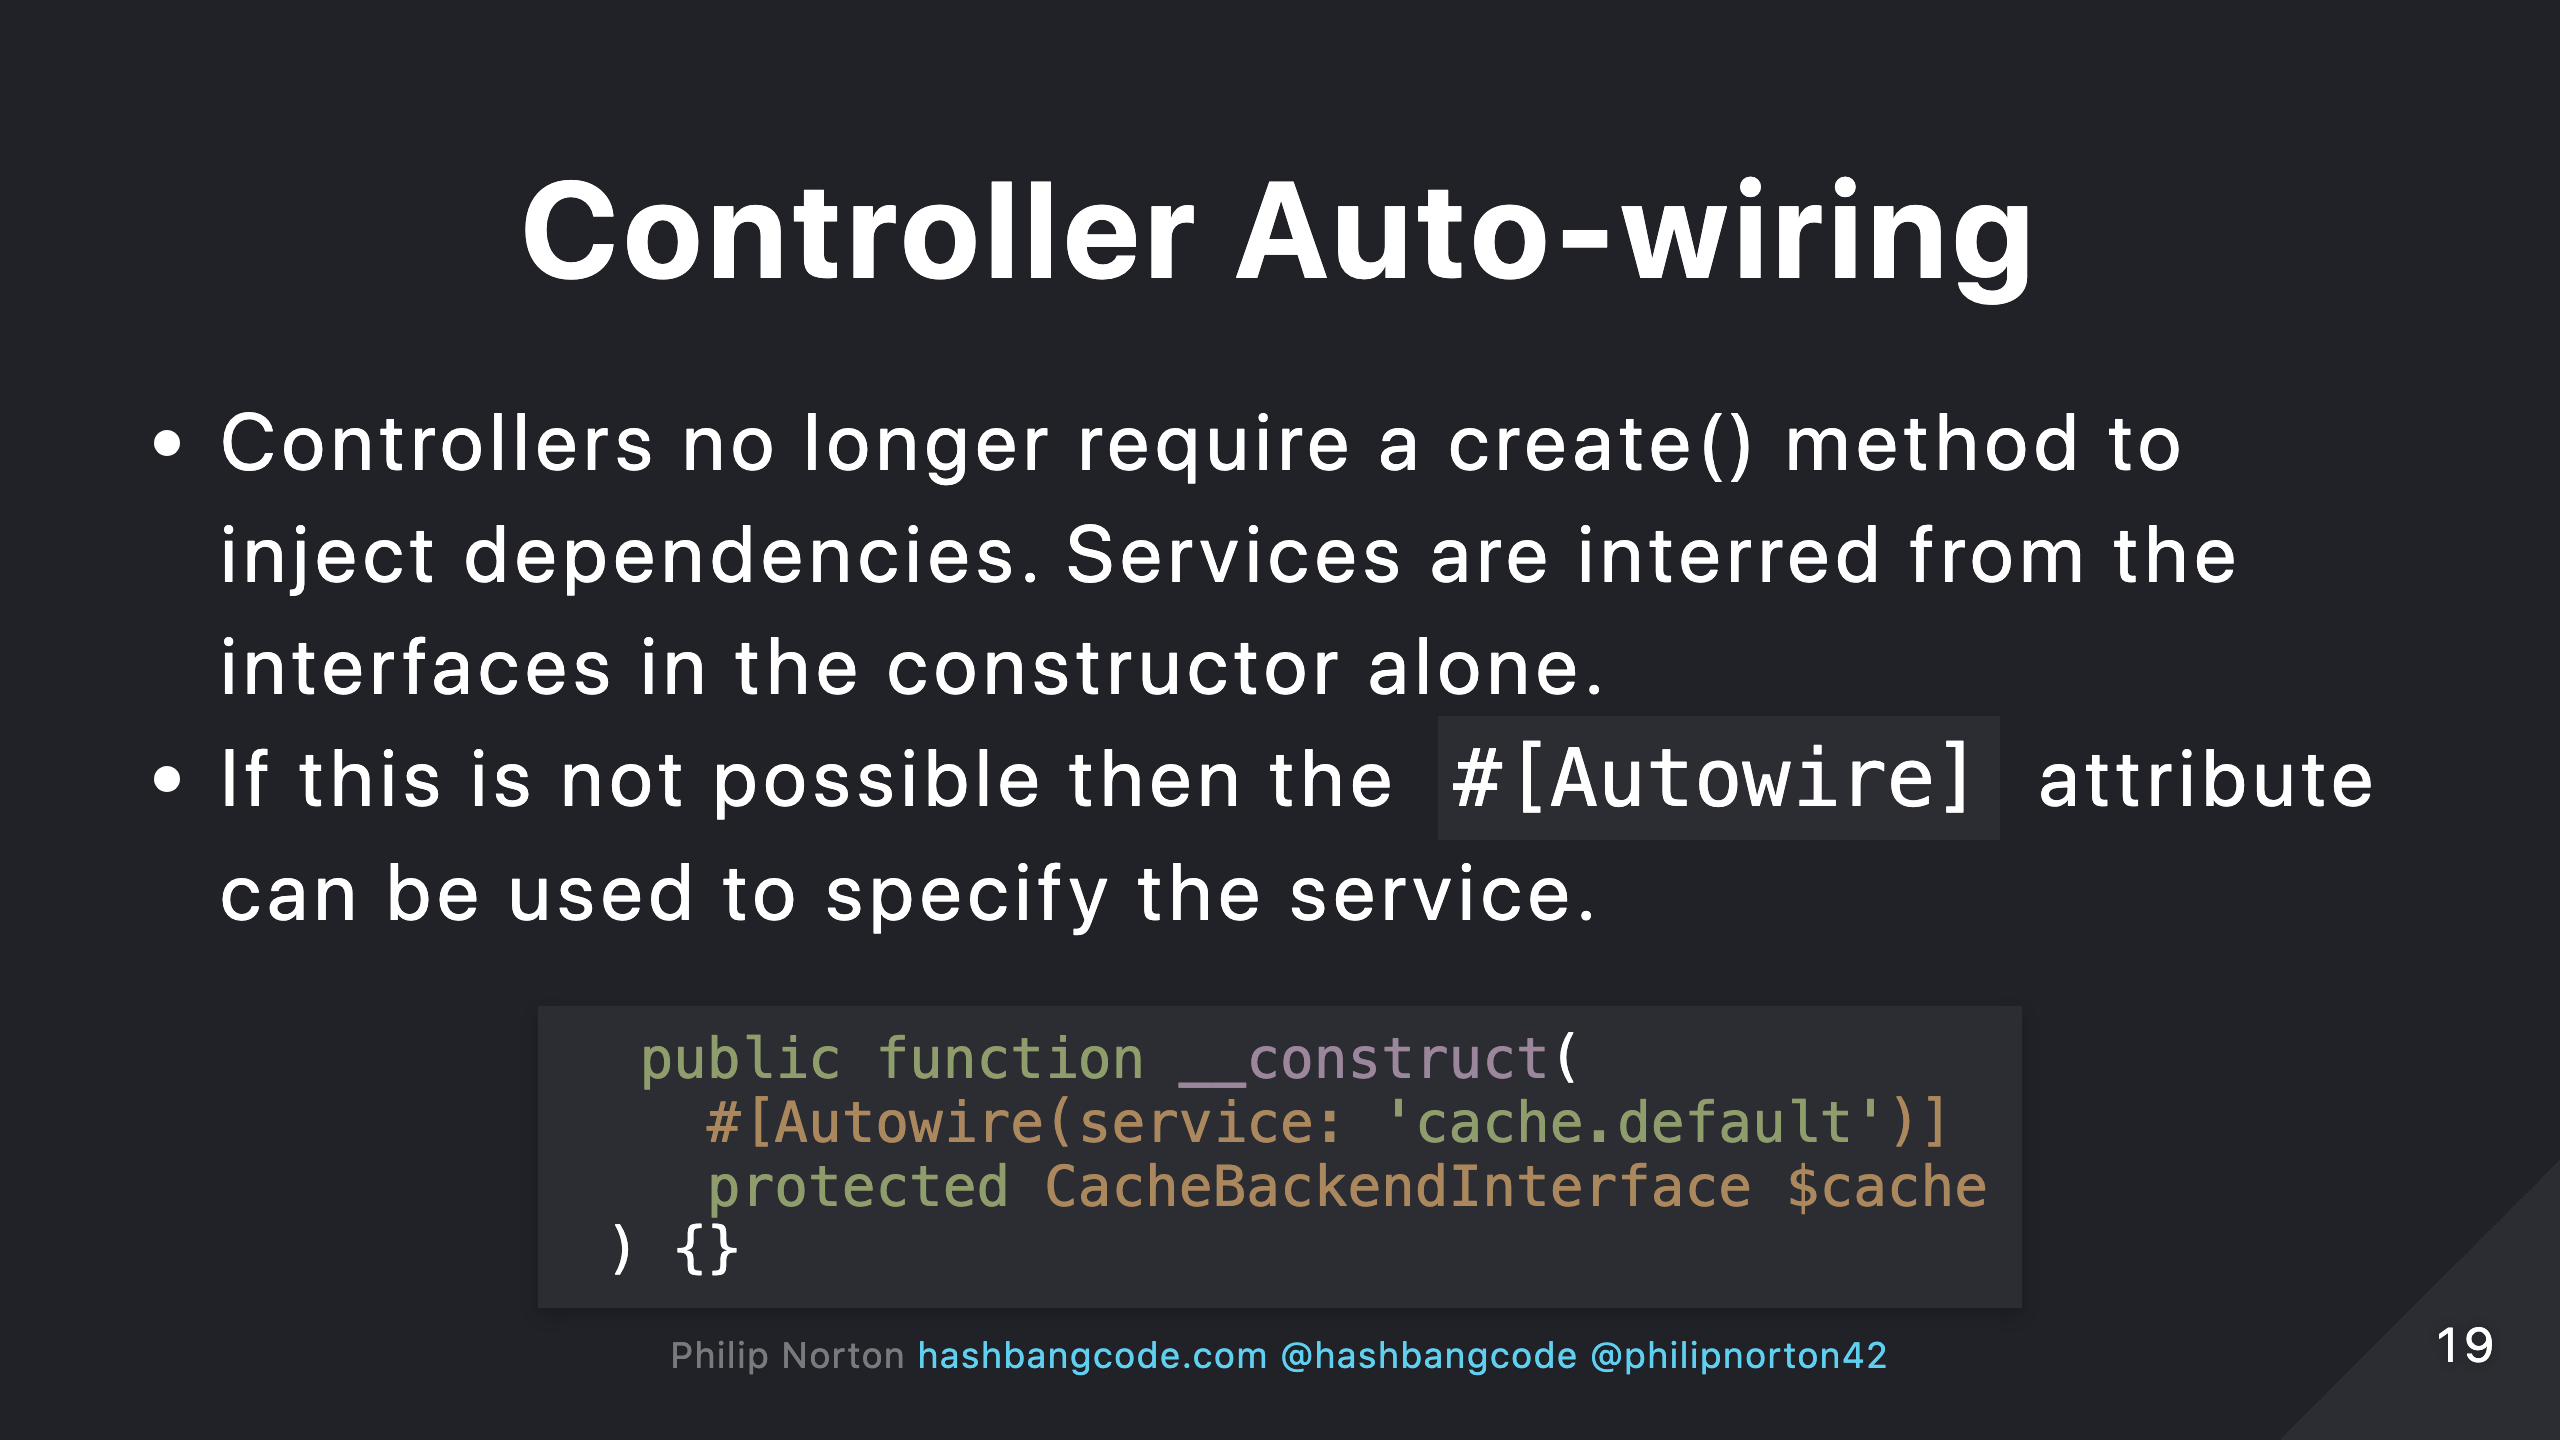 Controller Auto-wiring
• Controllers no longer require a create() method to
inject dependencies. Services are interred from the
interfaces in the constructor alone.
• If this is not possible then the #[Autowire] attribute
can be used to specify the service.
public function __construct(
#[Autowire(service: 'cache.default')]
protected CacheBackendInterface $cache
) {}
Philip Norton hashbangcode.com @hashbangcode @philipnorton42
19